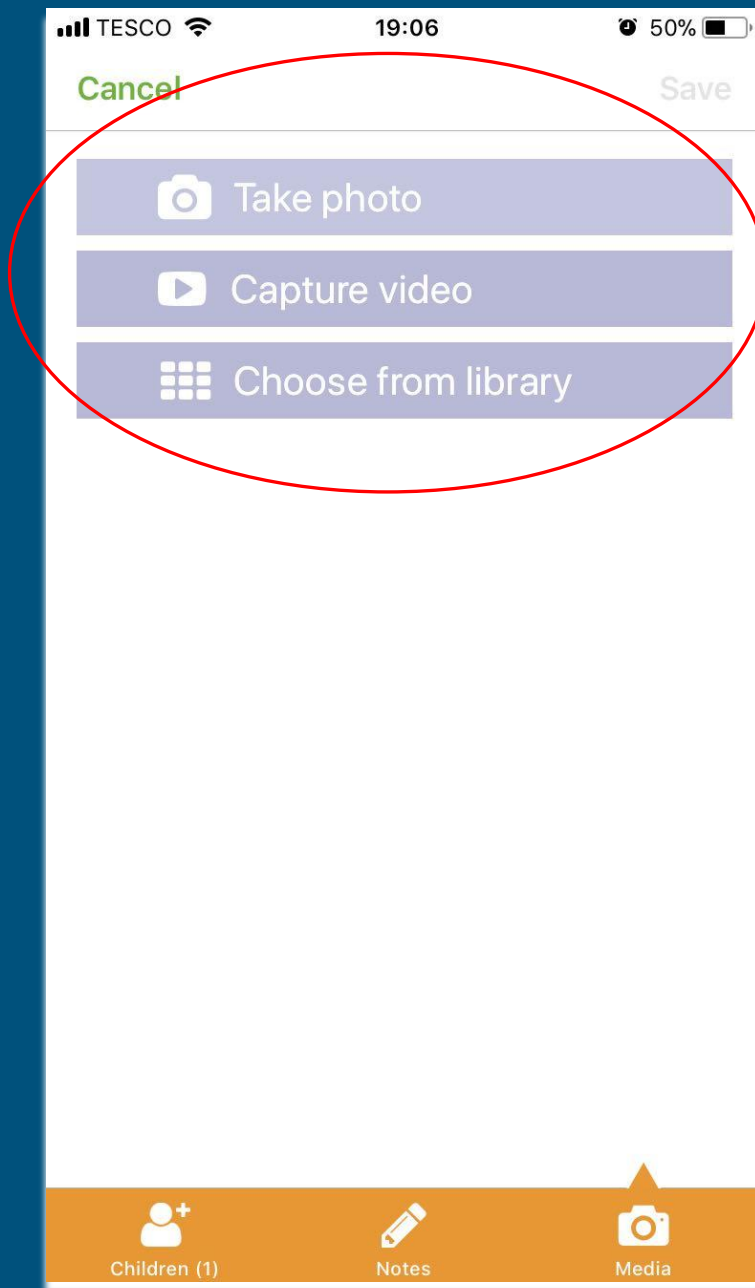 TESCO 19:06 50%
Cancel Save
Take photo
Capture video
Choose from library
Children (1) Notes Media